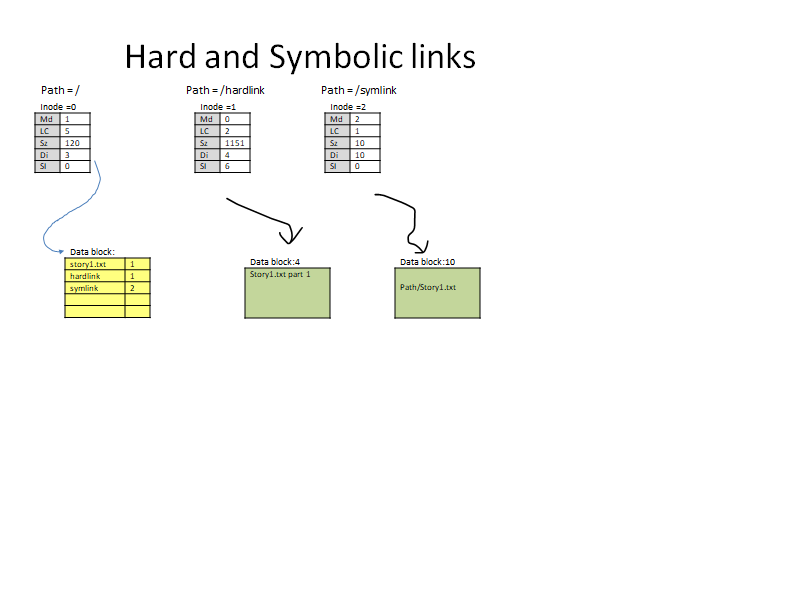 Hard and Symbolic links
Path = /
Path = /hardlink
Path = /symlink
Inode =0
Inode =1
Inode =2
Md 1
LC 5
Sz 120
Di 3
SI 0
Md 0
LC 2
Sz 1151
Di 4
SI 6
Md 2
LC 1
Sz 10
Di 10
SI 0
Data block:
story1.txt 1
hardlink 1
symlink 2
Data block:4
Story1.txt part 1
Data block:10
Path/Story1.txt